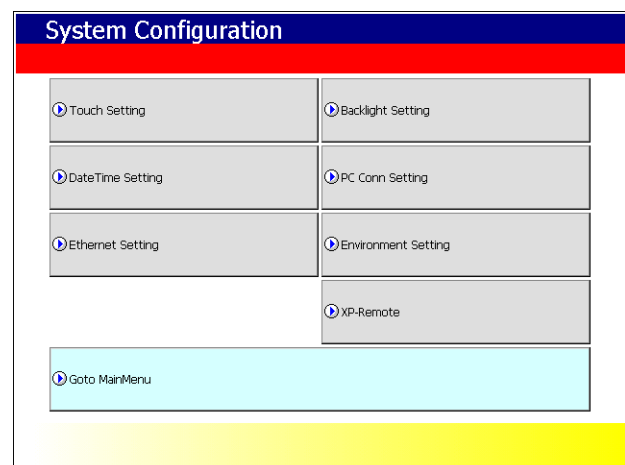 System Configuration
Touch Setting
Backlight Setting
DateTime Setting
PC Conn Setting
Ethernet Setting
Environment Setting
XP-Remote
Goto MainMenu